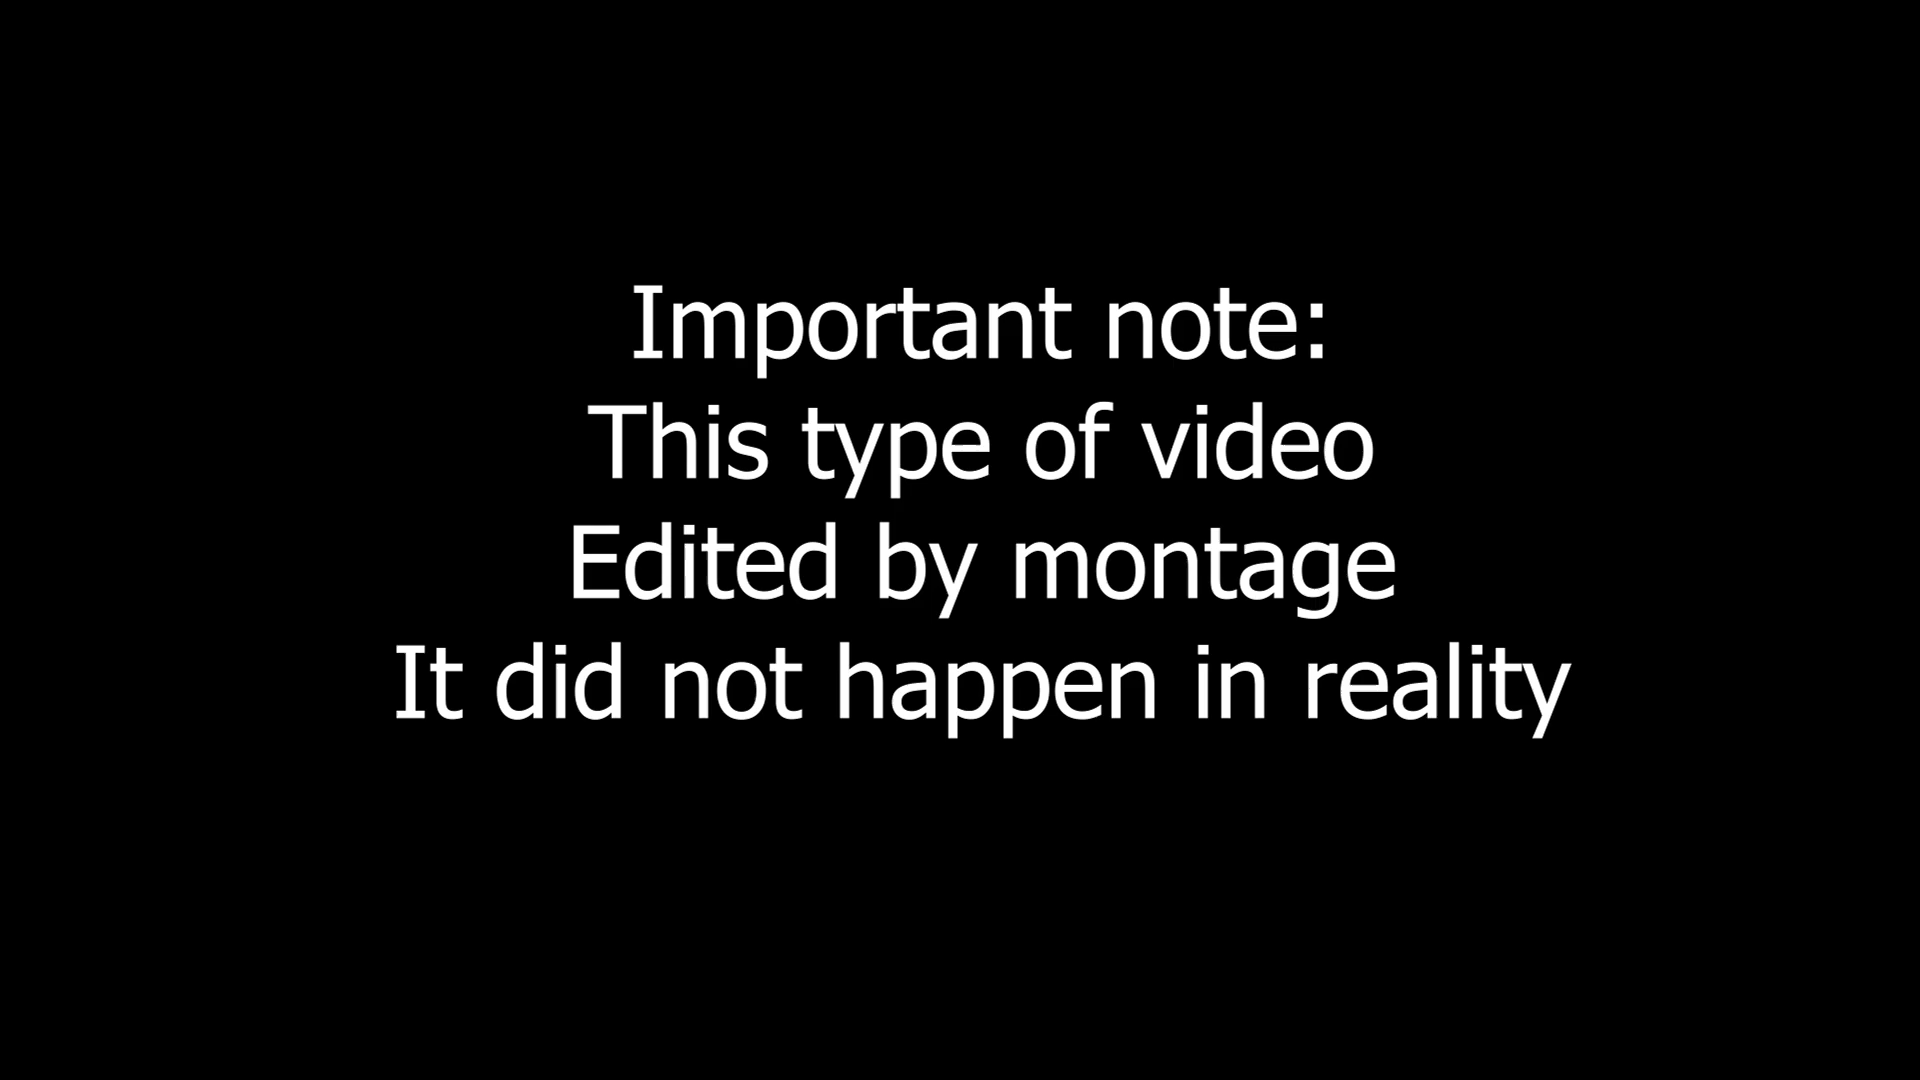 Important note:
This type of video
Edited by montage
It did not happen in reality